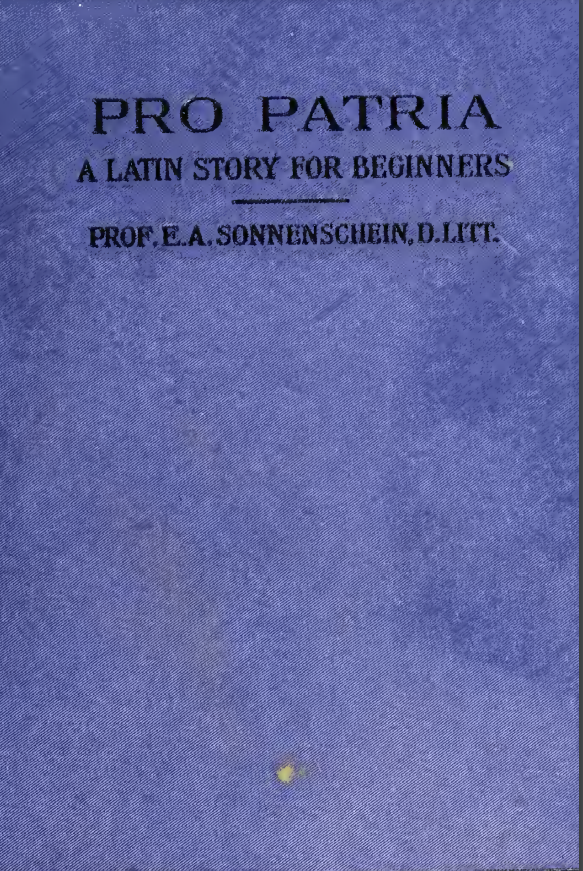 PRO PATRIA
A LATIN STORY FOR BEGINNERS
PROF. E. A. SONNENSCHEIN, D.LITT.